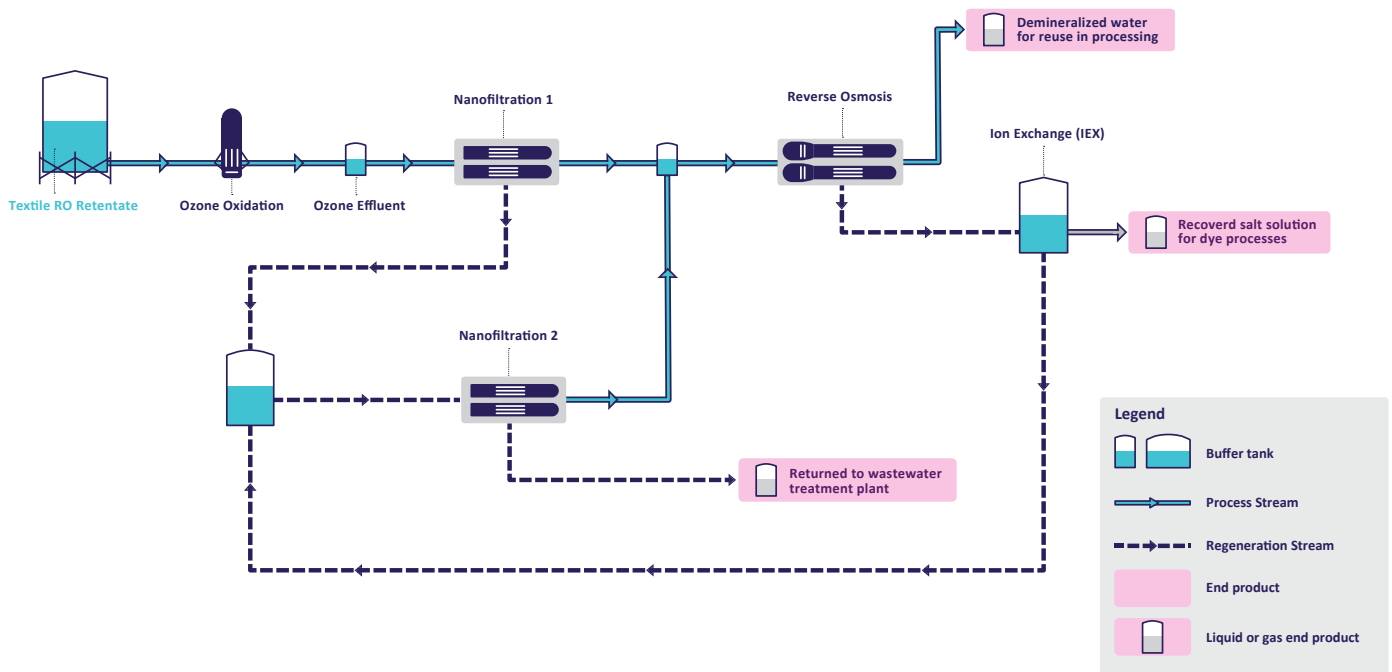 Demineralized water
for reuse in processing
Nanofiltration 1
Reverse Osmosis
Ion Exchange (IEX)
Textile RO Retentate
Ozone Oxidation
Ozone Effluent
Recoverd salt solution
for dye processes
Nanofiltration 2
Returned to wastewater
treatment plant
Legend
Buffer tank
Process Stream
Regeneration Stream
End product
Liquid or gas end product